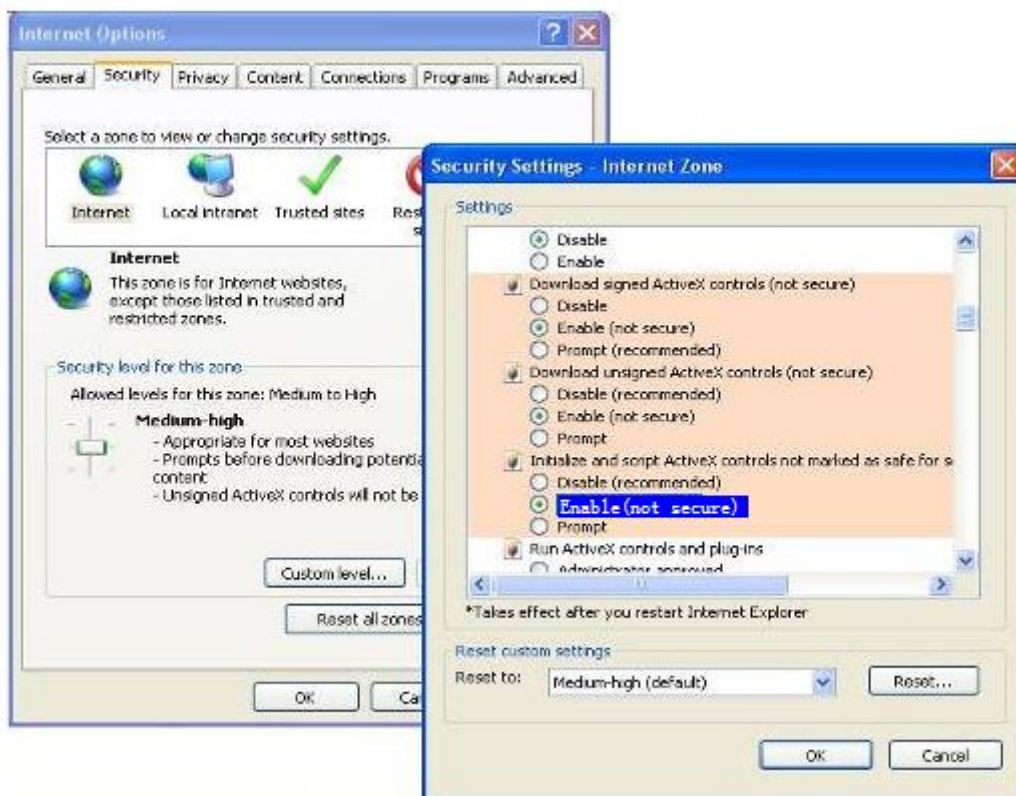 Internet Options
General
Security
Privacy
Content
Connections
Programs
Advanced
Select a zone to view or change security settings.
Internet
Local intranet
Trusted sites
Internet
This zone is for Internet websites,
except those listed in trusted and
restricted zones.
Security level for this zone
Allowed levels for this zone: Medium to High
Medium-high
- Appropriate for most websites
- Prompts before downloading
content
- Unsigned ActiveX controls will not be
Custom level...
Reset all zones
OK
Security Settings - Internet Zone
Settings
Disable
Enable
Download signed ActiveX controls (not secure)
Disable
Enable (not secure)
Prompt (recommended)
Download unsigned ActiveX controls (not secure)
Disable (recommended)
Enable (not secure)
Prompt
Initialize and script ActiveX controls not marked as safe for s
Disable (recommended)
Enable(not secure)
Prompt
Run ActiveX controls and plug-ins
Administrator approved
*Takes effect after you restart Internet Explorer
Reset custom settings
Reset to:
Medium-high (default)
Reset...
OK
Cancel